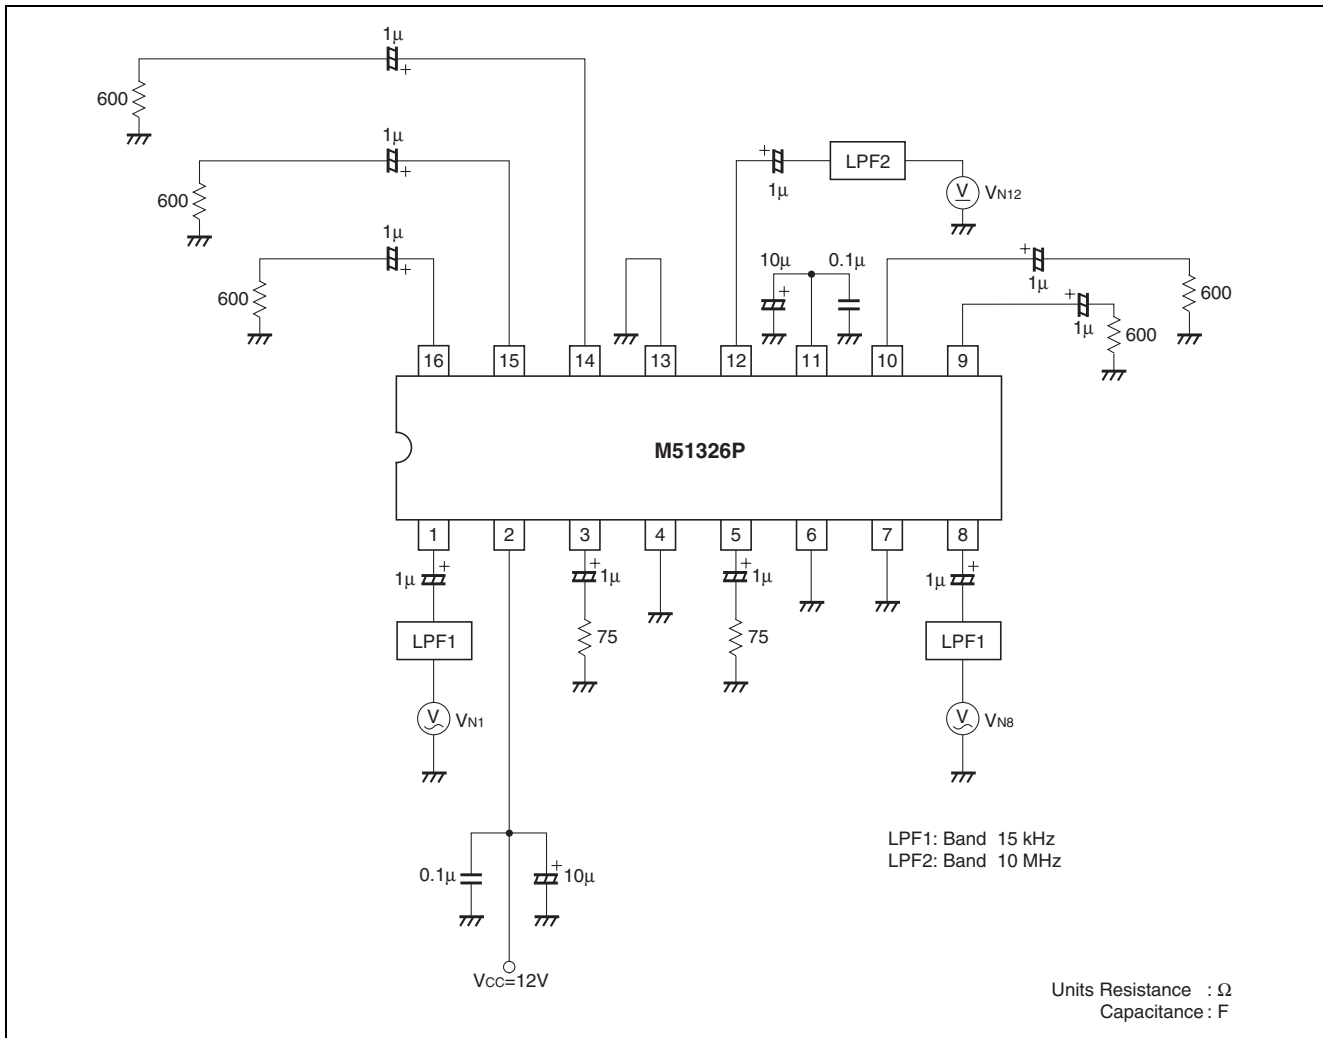 1μ
+
600
1μ
+
600
1μ
+
600
+
1μ
LPF2
V
VN12
10μ
+
0.1μ
+
1μ
600
+
1μ
600
16 15 14 13 12 11 10 9
M51326P
1 2 3 4 5 6 7 8
1μ
+
+
1μ
+
1μ
1μ
+
LPF1
75
75
LPF1
V
VN1
V
VN8
LPF1: Band 15 kHz
LPF2: Band 10 MHz
0.1μ
+
10μ
VCC=12V
Units Resistance : Ω
Capacitance : F